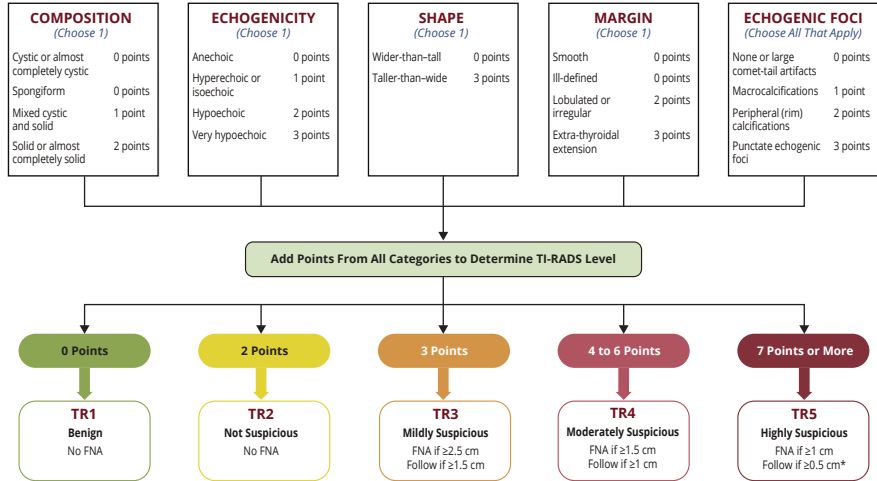 COMPOSITION
(Choose 1)
Cystic or almost 0 points
completely cystic
Spongiform 0 points
Mixed cystic 1 point
and solid
Solid or almost 2 points
completely solid
ECHOGENICITY
(Choose 1)
Anechoic 0 points
Hyperechoic or 1 point
isoechoic
Hypoechoic 2 points
Very hypoechoic 3 points
SHAPE
(Choose 1)
Wider-than–tall 0 points
Taller-than–wide 3 points
MARGIN
(Choose 1)
Smooth 0 points
Ill-defined 0 points
Lobulated or 2 points
irregular
Extra-thyroidal 3 points
extension
ECHOGENIC FOCI
(Choose All That Apply)
None or large 0 points
comet-tail artifacts
Macrocalcifications 1 point
Peripheral (rim) 2 points
calcifications
Punctate echogenic 3 points
foci
Add Points From All Categories to Determine TI-RADS Level
0 Points
2 Points
3 Points
4 to 6 Points
7 Points or More
TR1
Benign
No FNA
TR2
Not Suspicious
No FNA
TR3
Mildly Suspicious
FNA if ≥2.5 cm
Follow if ≥1.5 cm
TR4
Moderately Suspicious
FNA if ≥1.5 cm
Follow if ≥1 cm
TR5
Highly Suspicious
FNA if ≥1 cm
Follow if ≥0.5 cm*